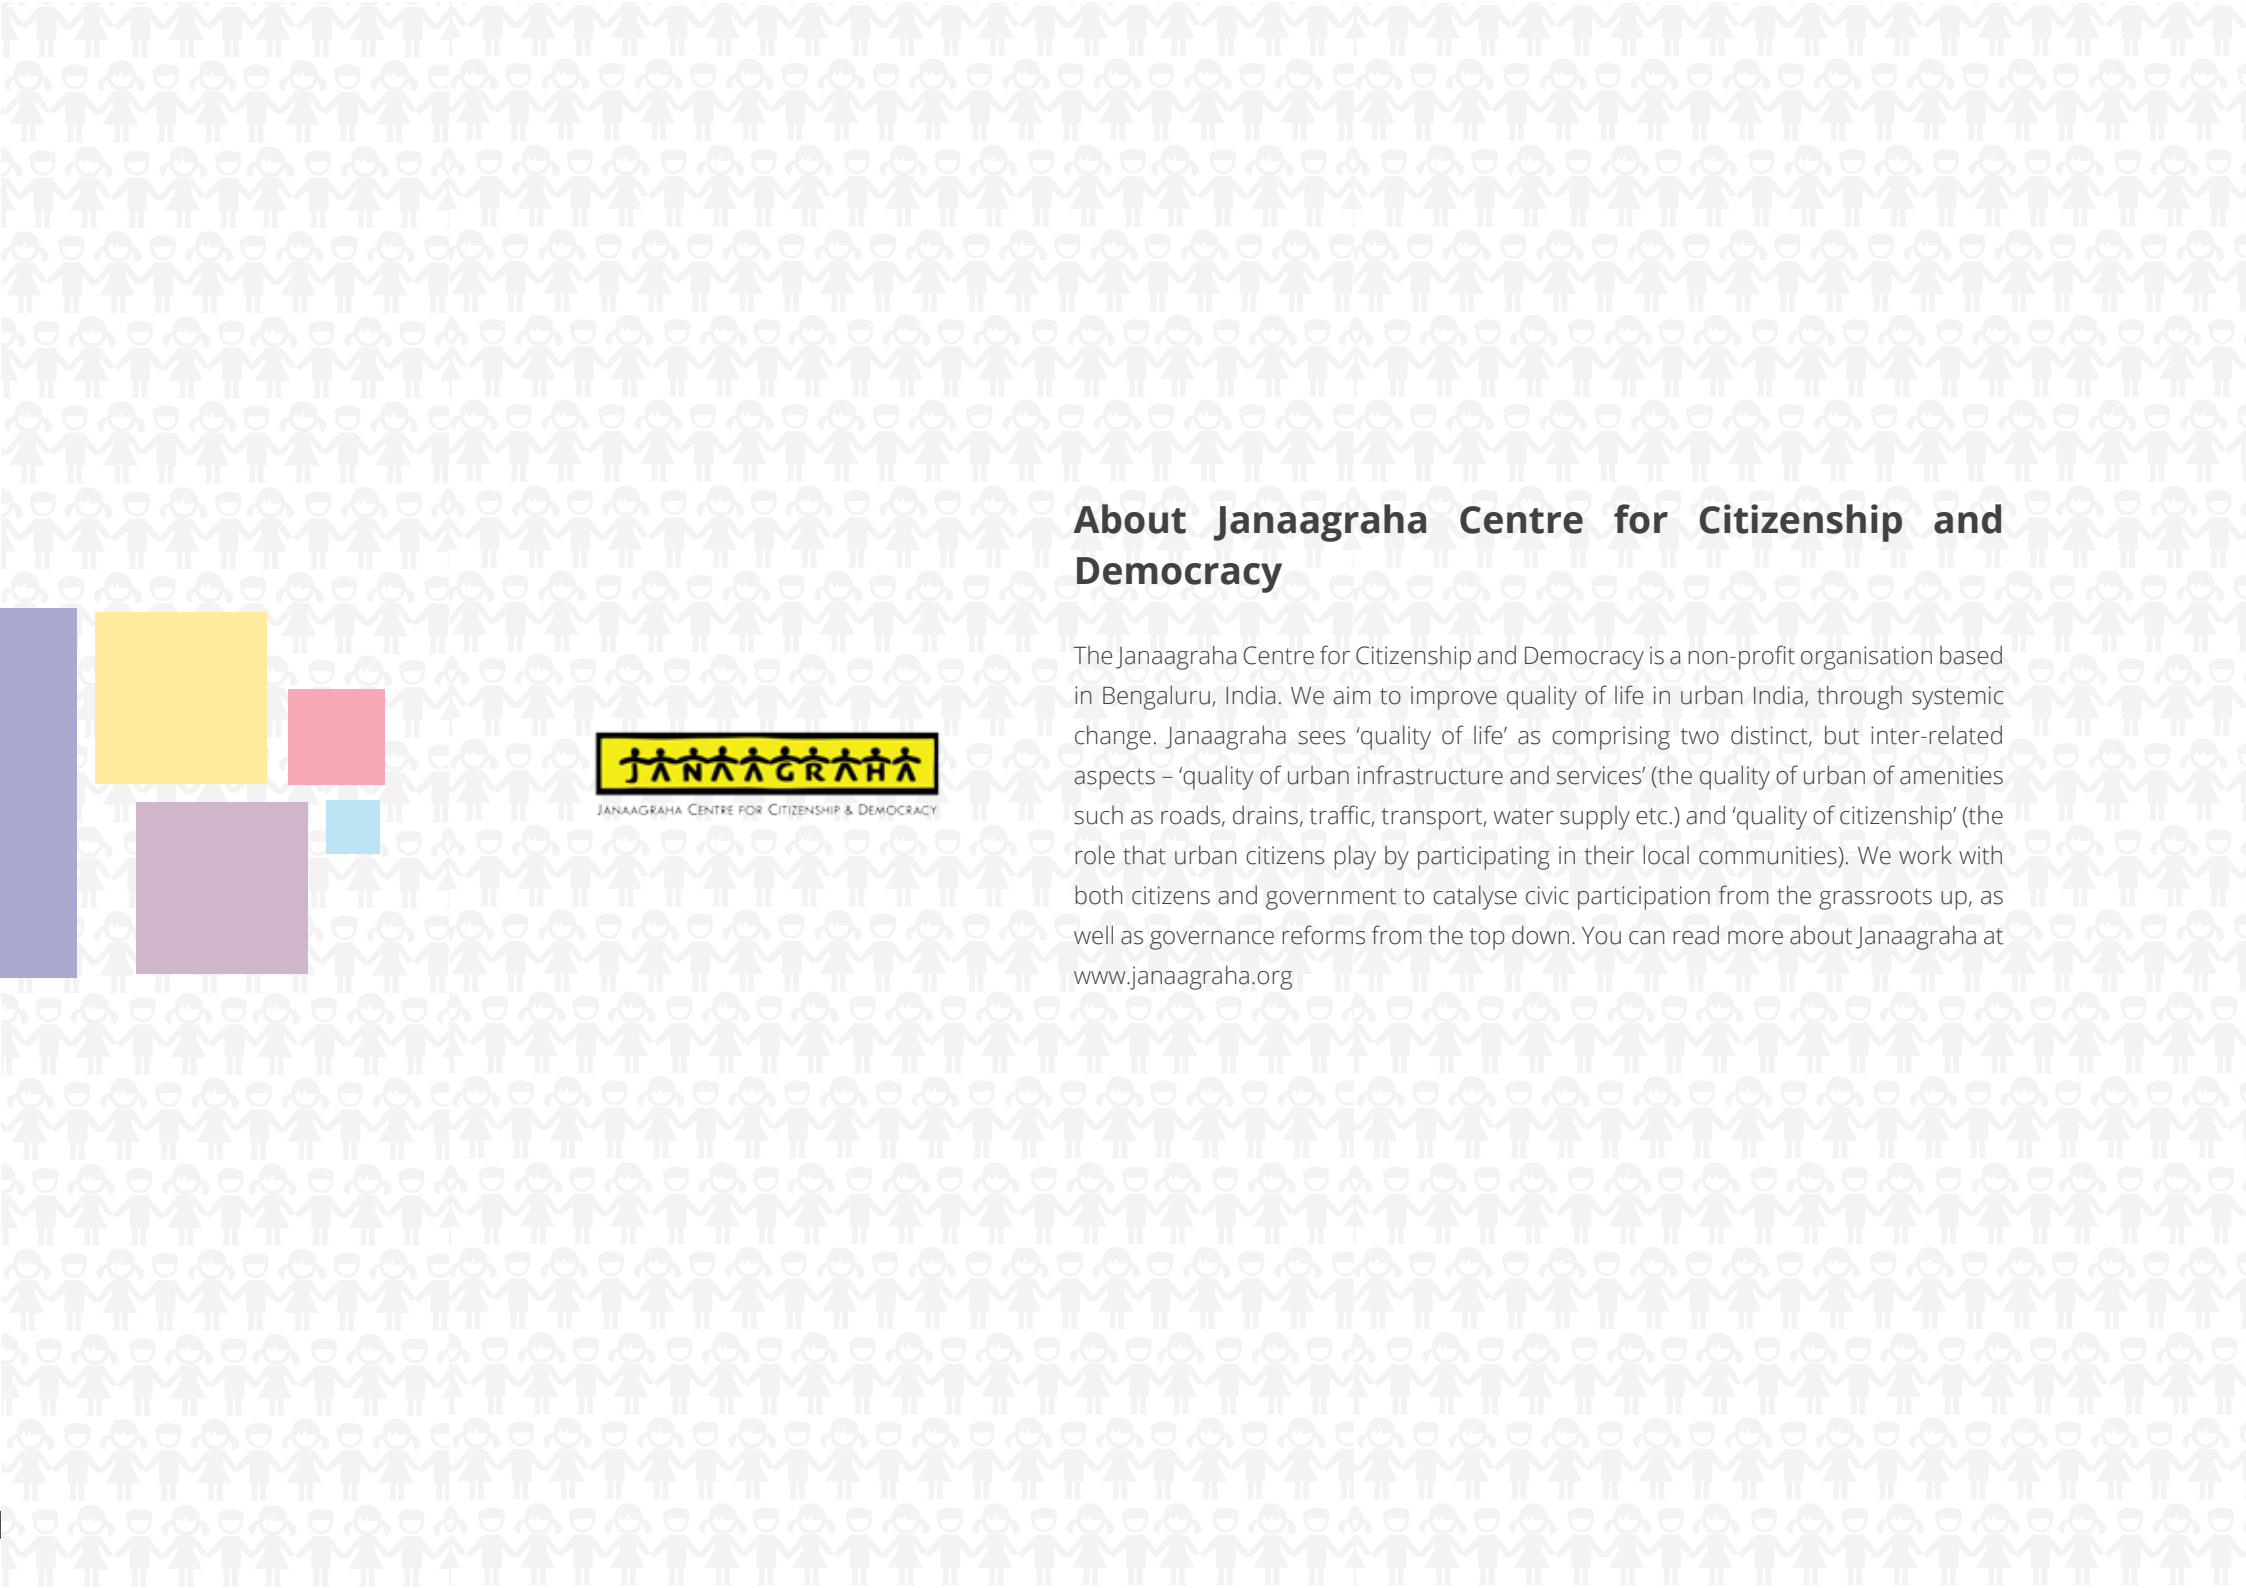 JANAAGRAHA
JANAAGRAHA CENTRE FOR CITIZENSHIP & DEMOCRACY
About Janaagraha Centre for Citizenship and
Democracy
The Janaagraha Centre for Citizenship and Democracy is a non-profit organisation based
in Bengaluru, India. We aim to improve quality of life in urban India, through systemic
change. Janaagraha sees ‘quality of life’ as comprising two distinct, but inter-related
aspects – ‘quality of urban infrastructure and services’ (the quality of urban of amenities
such as roads, drains, traffic, transport, water supply etc.) and ‘quality of citizenship’ (the
role that urban citizens play by participating in their local communities). We work with
both citizens and government to catalyse civic participation from the grassroots up, as
well as governance reforms from the top down. You can read more about Janaagraha at
www.janaagraha.org